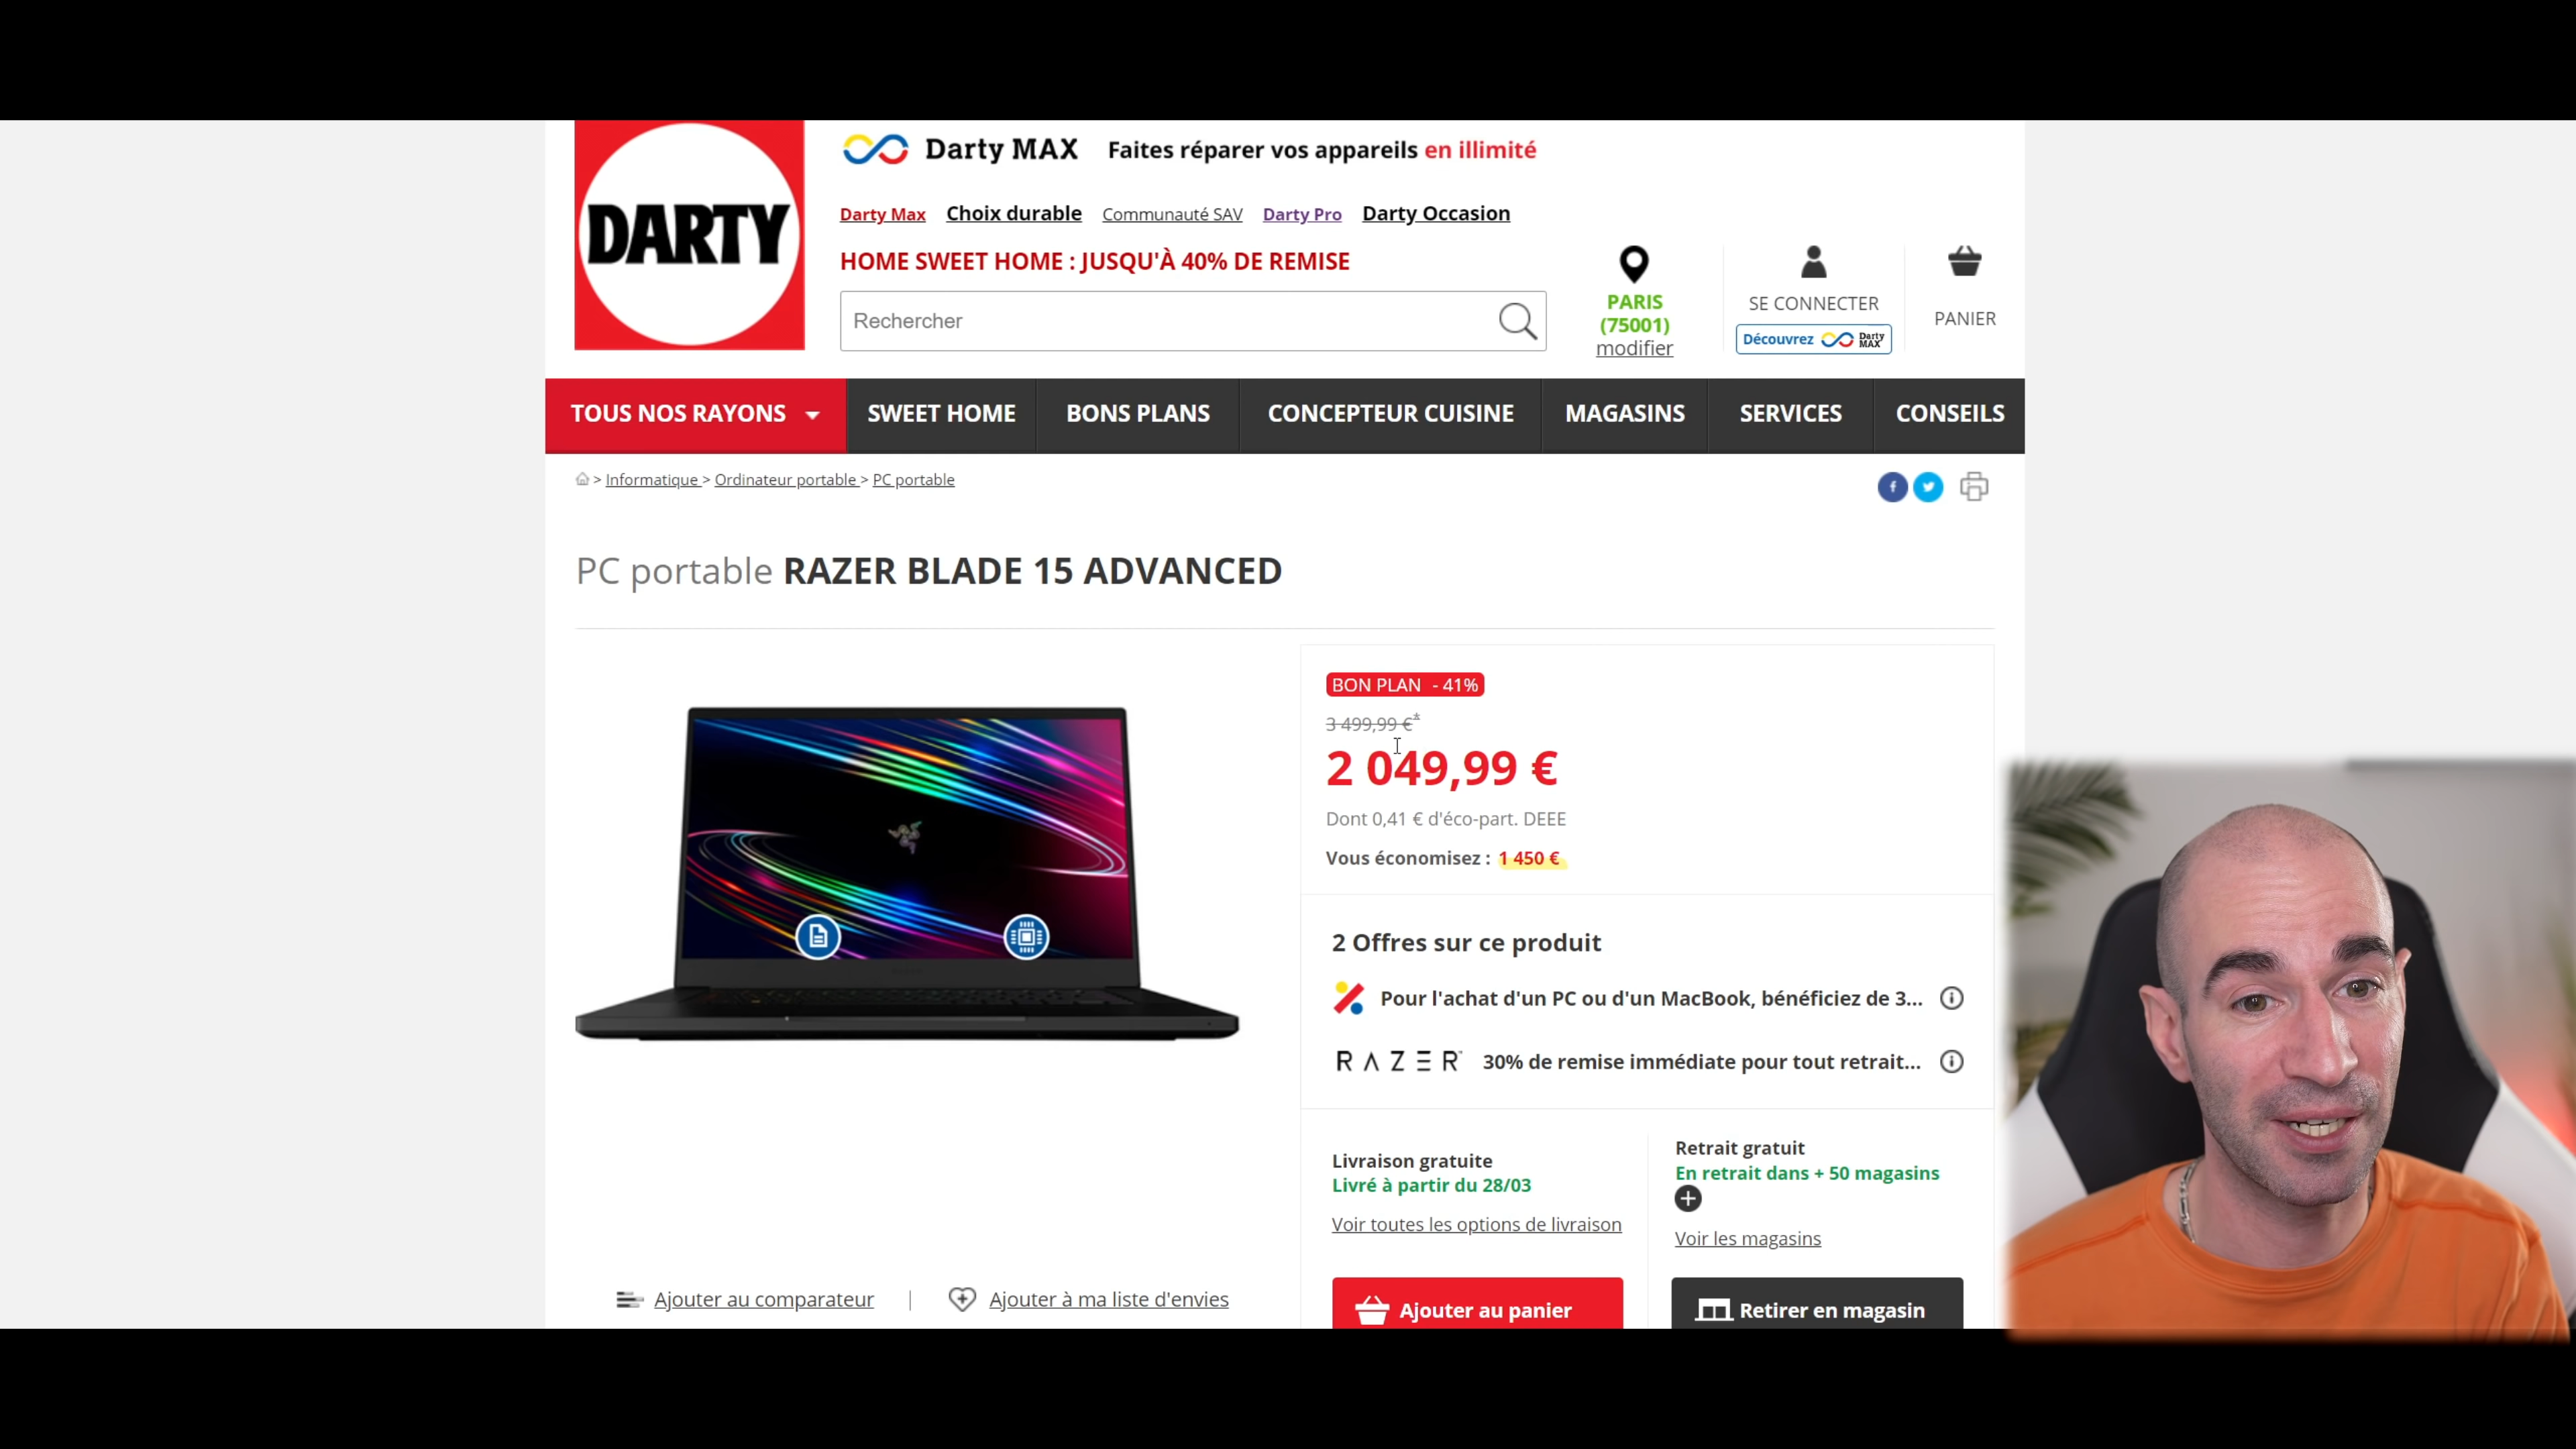 DARTY
Darty MAX Faites réparer vos appareils en illimité
Darty Max Choix durable Communauté SAV Darty Pro Darty Occasion
HOME SWEET HOME : JUSQU'À 40% DE REMISE
Rechercher
PARIS
(75001)
modifier
SE CONNECTER
Découvrez Darty MAX
PANIER
TOUS NOS RAYONS SWEET HOME BONS PLANS CONCEPTEUR CUISINE MAGASINS SERVICES CONSEILS
> Informatique > Ordinateur portable > PC portable
PC portable RAZER BLADE 15 ADVANCED
BON PLAN - 41%
3 499,99 €*
2 049,99 €
Dont 0,41 € d'éco-part. DEEE
Vous économisez : 1 450 €
2 Offres sur ce produit
Pour l'achat d'un PC ou d'un MacBook, bénéficiez de 3...
RAZER 30% de remise immédiate pour tout retrait...
Livraison gratuite
Livré à partir du 28/03
Voir toutes les options de livraison
Retrait gratuit
En retrait dans + 50 magasins
Voir les magasins
Ajouter au comparateur | Ajouter à ma liste d'envies
Ajouter au panier
Retirer en magasin